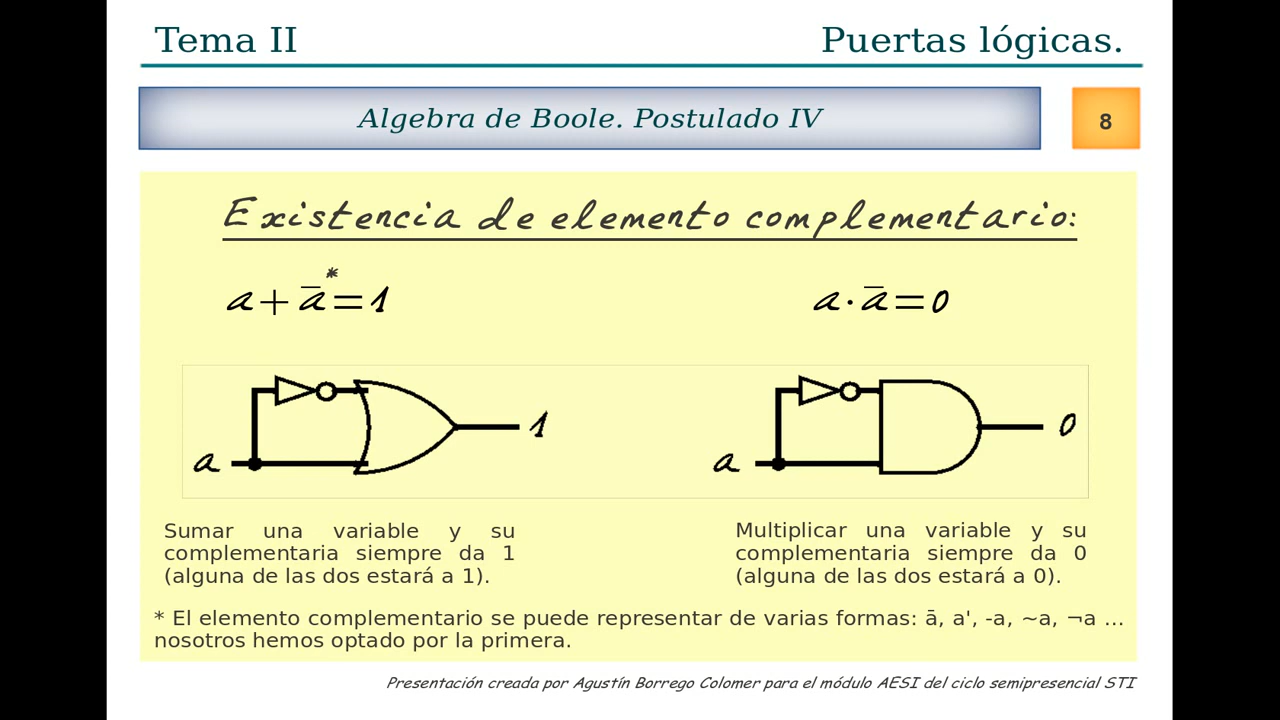 Tema II
Puertas lógicas.
Algebra de Boole. Postulado IV
8
Existencia de elemento complementario:
a + ā* = 1
a · ā = 0
a
1
a
0
Sumar una variable y su
complementaria siempre da 1
(alguna de las dos estará a 1).
Multiplicar una variable y su
complementaria siempre da 0
(alguna de las dos estará a 0).
* El elemento complementario se puede representar de varias formas: ā, a', -a, ~a, ¬a ...
nosotros hemos optado por la primera.
Presentación creada por Agustín Borrego Colomer para el módulo AESI del ciclo semipresencial STI